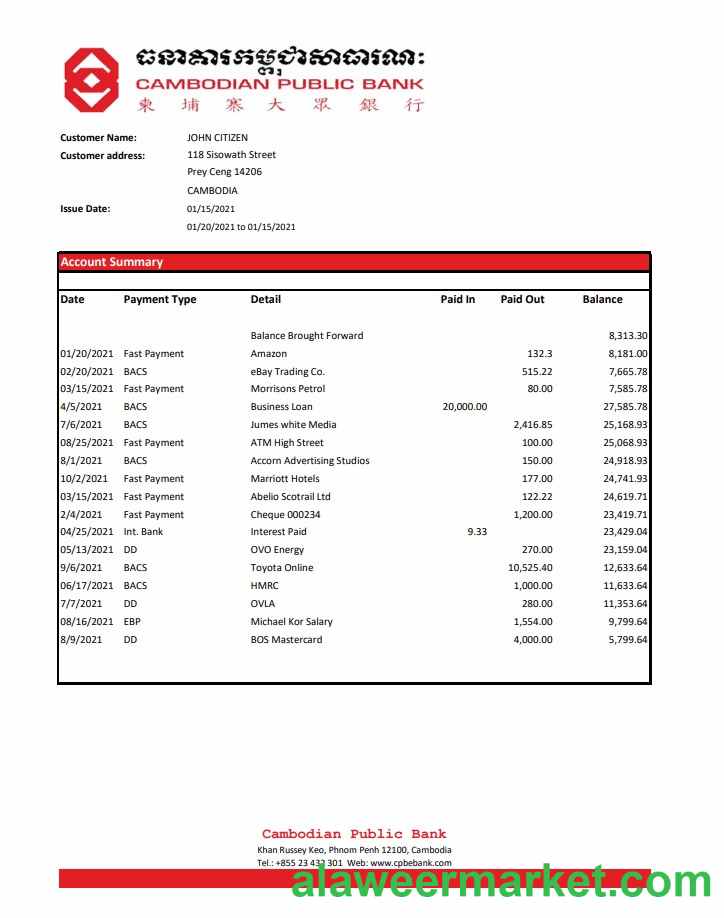 ធនាគារកម្ពុជាសាធារណៈ
CAMBODIAN PUBLIC BANK
柬埔寨大眾銀行
Customer Name: JOHN CITIZEN
Customer address: 118 Sisowath Street
Prey Ceng 14206
CAMBODIA
Issue Date: 01/15/2021
01/20/2021 to 01/15/2021
Account Summary
Date Payment Type Detail Paid In Paid Out Balance
Balance Brought Forward 8,313.30
01/20/2021 Fast Payment Amazon 132.3 8,181.00
02/20/2021 BACS eBay Trading Co. 515.22 7,665.78
03/15/2021 Fast Payment Morrisons Petrol 80.00 7,585.78
4/5/2021 BACS Business Loan 20,000.00 27,585.78
7/6/2021 BACS Jumes white Media 2,416.85 25,168.93
08/25/2021 Fast Payment ATM High Street 100.00 25,068.93
8/1/2021 BACS Accorn Advertising Studios 150.00 24,918.93
10/2/2021 Fast Payment Marriott Hotels 177.00 24,741.93
03/15/2021 Fast Payment Abelio Scotrail Ltd 122.22 24,619.71
2/4/2021 Fast Payment Cheque 000234 1,200.00 23,419.71
04/25/2021 Int. Bank Interest Paid 9.33 23,429.04
05/13/2021 DD OVO Energy 270.00 23,159.04
9/6/2021 BACS Toyota Online 10,525.40 12,633.64
06/17/2021 BACS HMRC 1,000.00 11,633.64
7/7/2021 DD OVLA 280.00 11,353.64
08/16/2021 EBP Michael Kor Salary 1,554.00 9,799.64
8/9/2021 DD BOS Mastercard 4,000.00 5,799.64
Cambodian Public Bank
Khan Russey Keo, Phnom Penh 12100, Cambodia
Tel.: +855 23 432 301 Web: www.cpbebank.com
alaweermarket.com